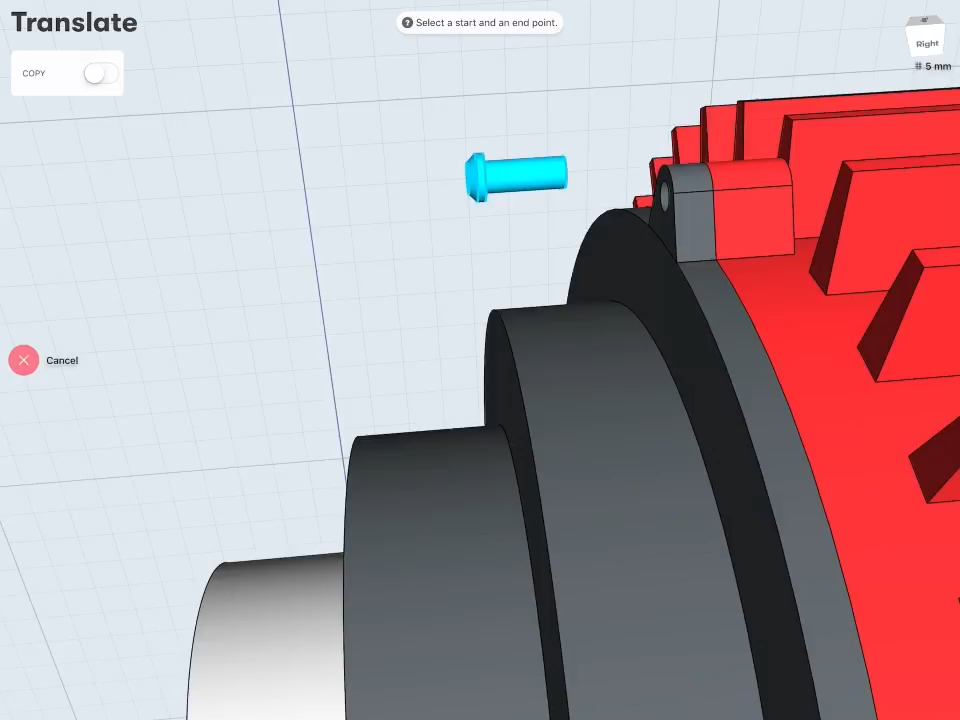 Translate
? Select a start and an end point.
Right
# 5 mm
COPY
Cancel